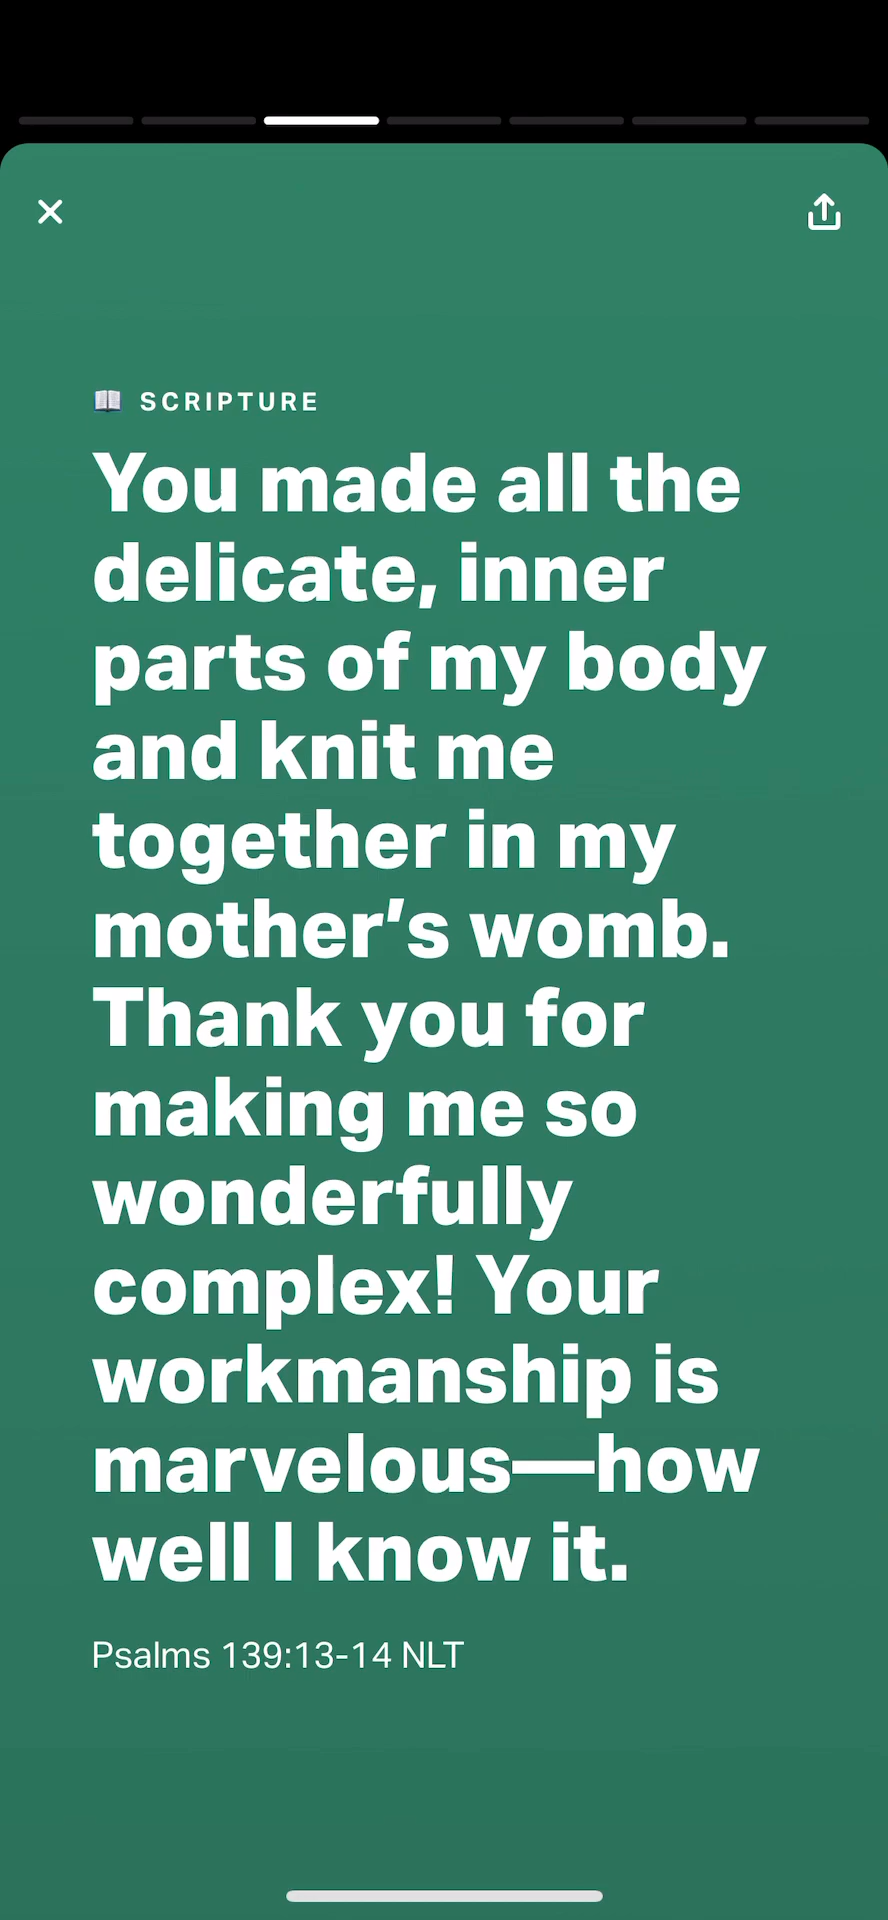 SCRIPTURE
You made all the
delicate, inner
parts of my body
and knit me
together in my
mother’s womb.
Thank you for
making me so
wonderfully
complex! Your
workmanship is
marvelous—how
well I know it.
Psalms 139:13-14 NLT